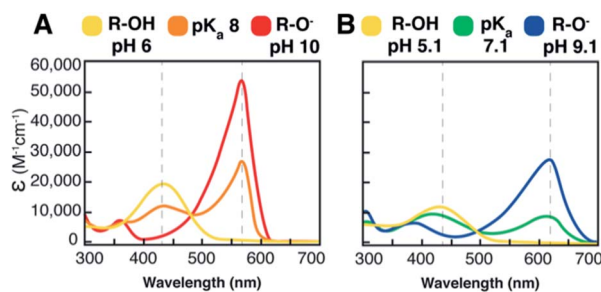 A
R-OH
pH 6
pKa 8
R-O-
pH 10
B
R-OH
pH 5.1
pKa
7.1
R-O-
pH 9.1
ε (M-1cm-1)
60,000
50,000
40,000
30,000
20,000
10,000
0
300 400 500 600 700
Wavelength (nm)
300 400 500 600 700
Wavelength (nm)